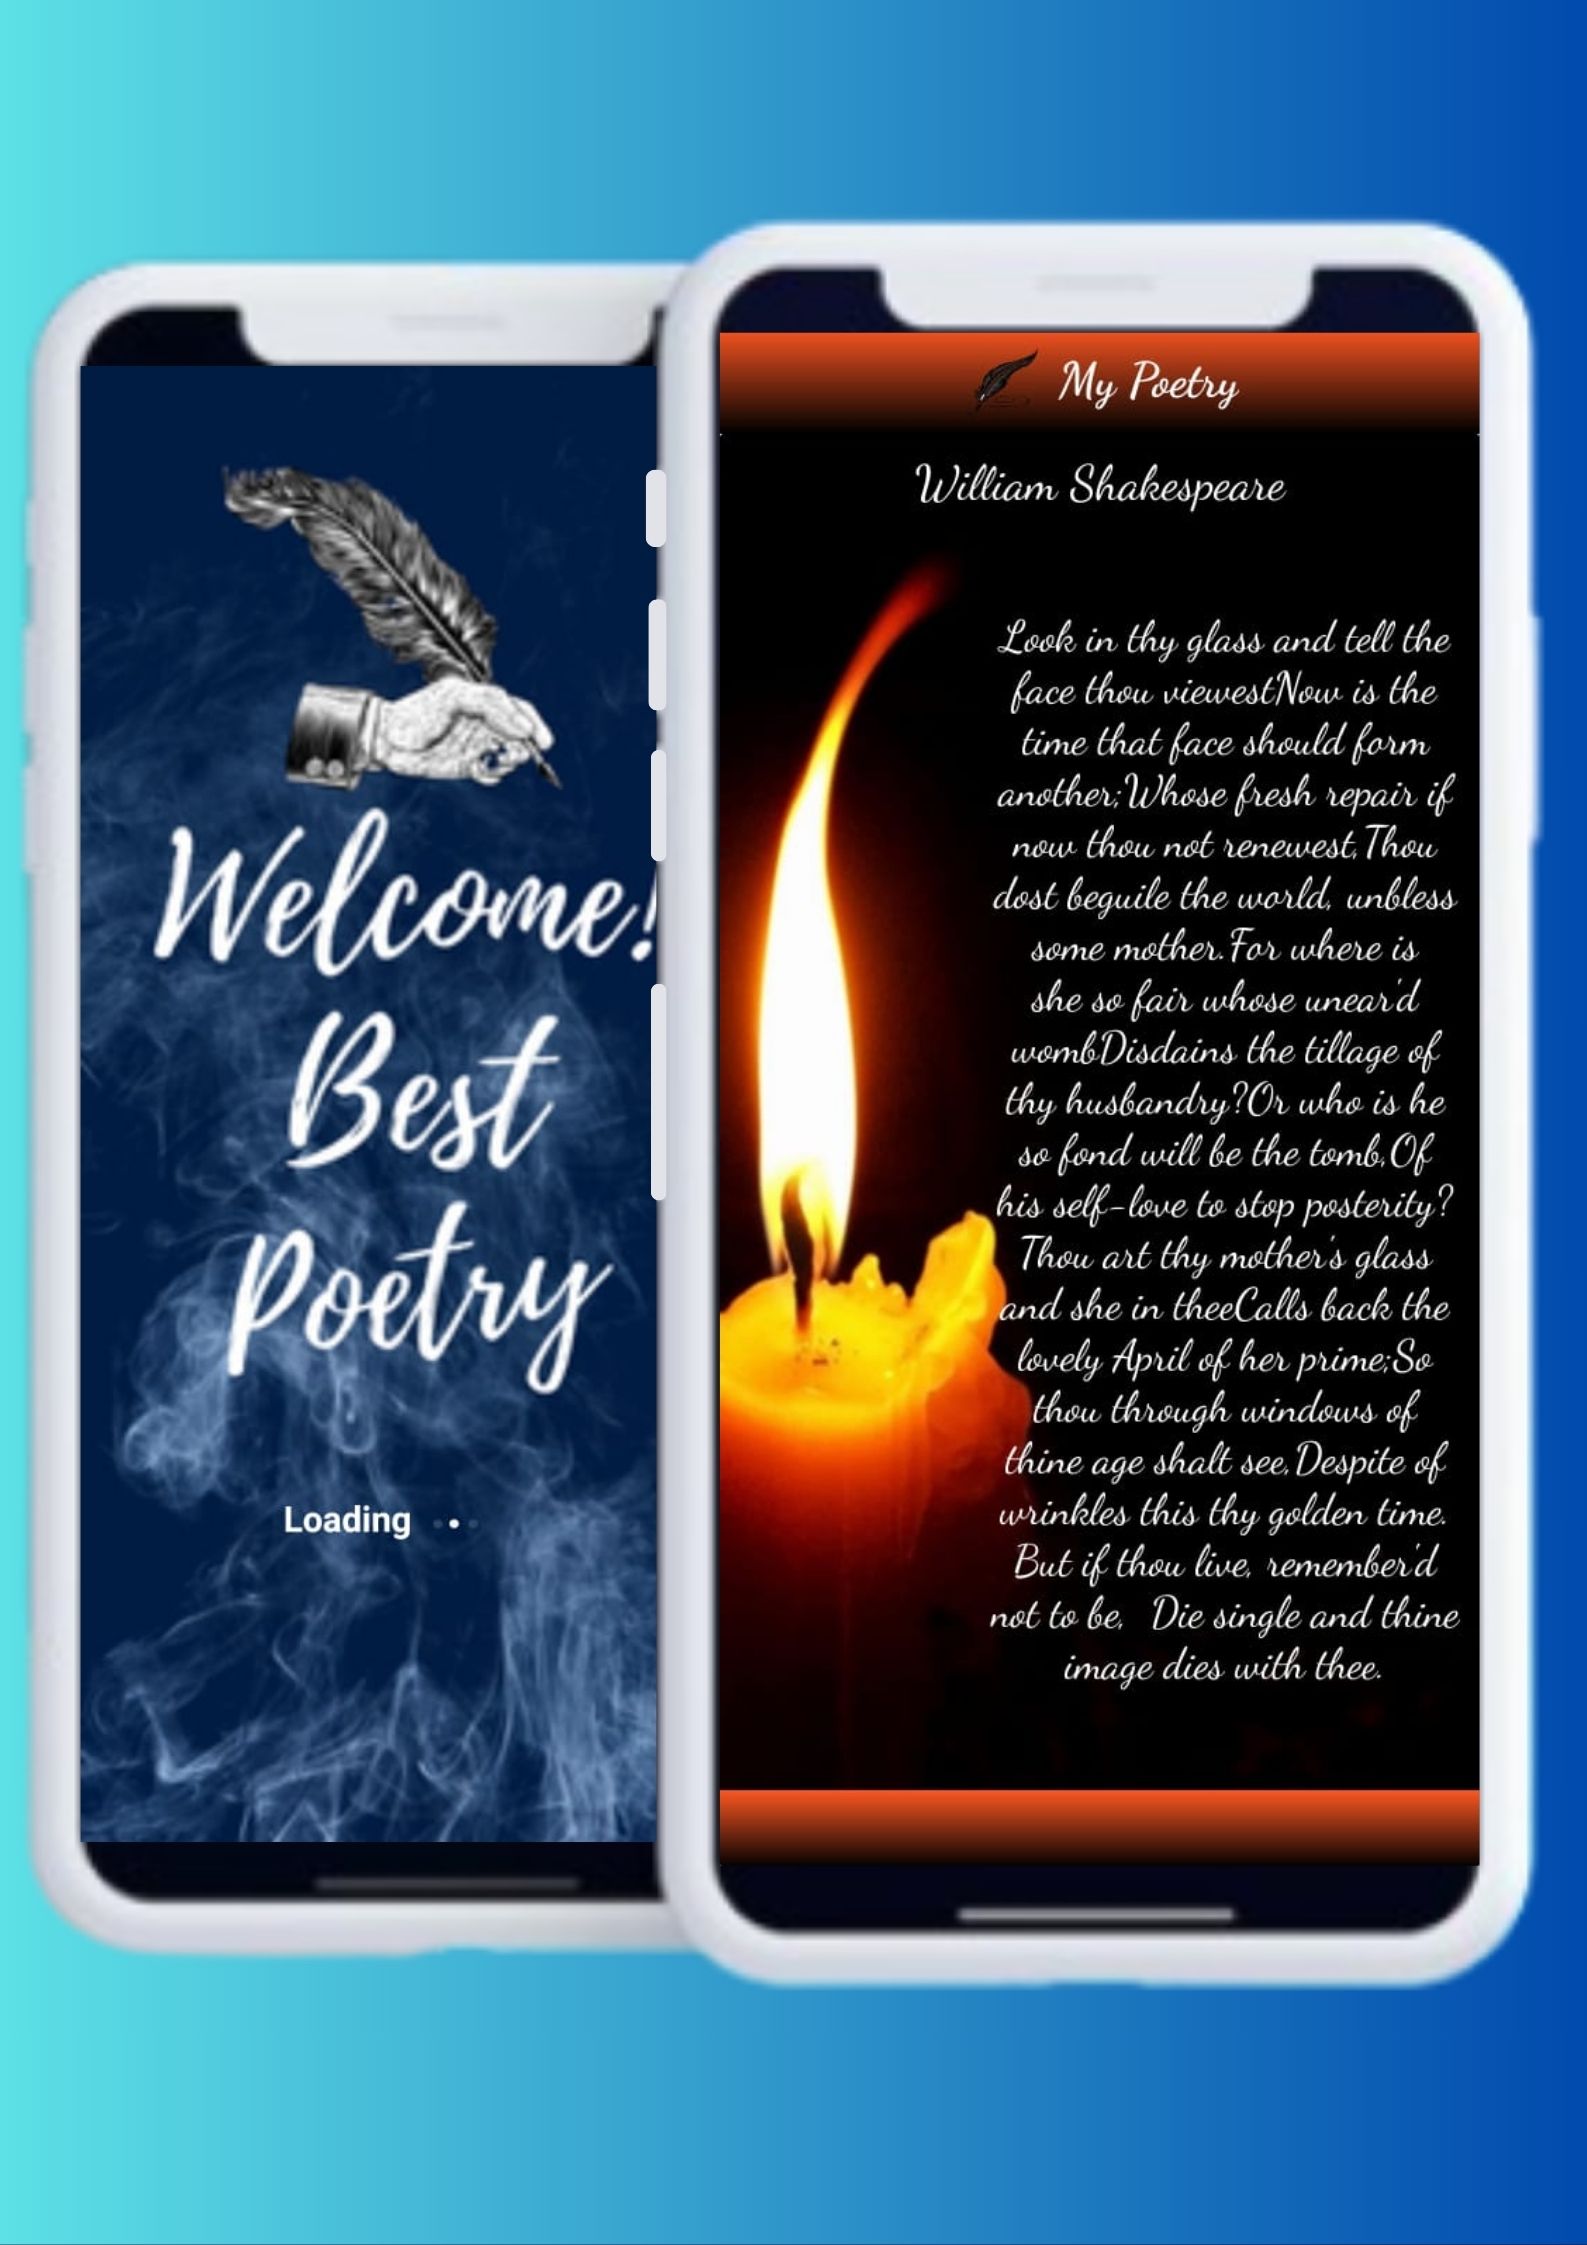 Welcome!
Best
Poetry
Loading
My Poetry
William Shakespeare
Look in thy glass and tell the
face thou viewestNow is the
time that face should form
another;Whose fresh repair if
now thou not renewest,Thou
dost beguile the world, unbless
some mother.For where is
she so fair whose unear'd
wombDisdains the tillage of
thy husbandry?Or who is he
so fond will be the tomb,Of
his self-love to stop posterity?
Thou art thy mother's glass
and she in theeCalls back the
lovely April of her prime;So
thou through windows of
thine age shalt see,Despite of
wrinkles this thy golden time.
But if thou live, remember'd
not to be,  Die single and thine
image dies with thee.